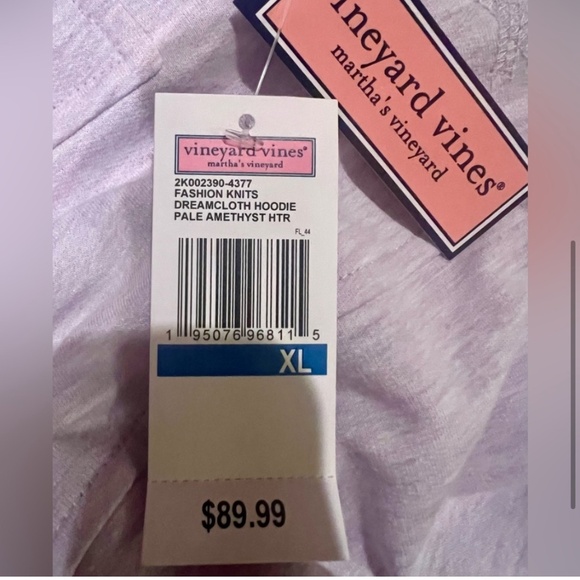 vineyard vines®
martha's vineyard
vineyard vines®
martha's vineyard
2K002390-4377
FASHION KNITS
DREAMCLOTH HOODIE
PALE AMETHYST HTR
FL_44
1 95076 96811 5
XL
$89.99